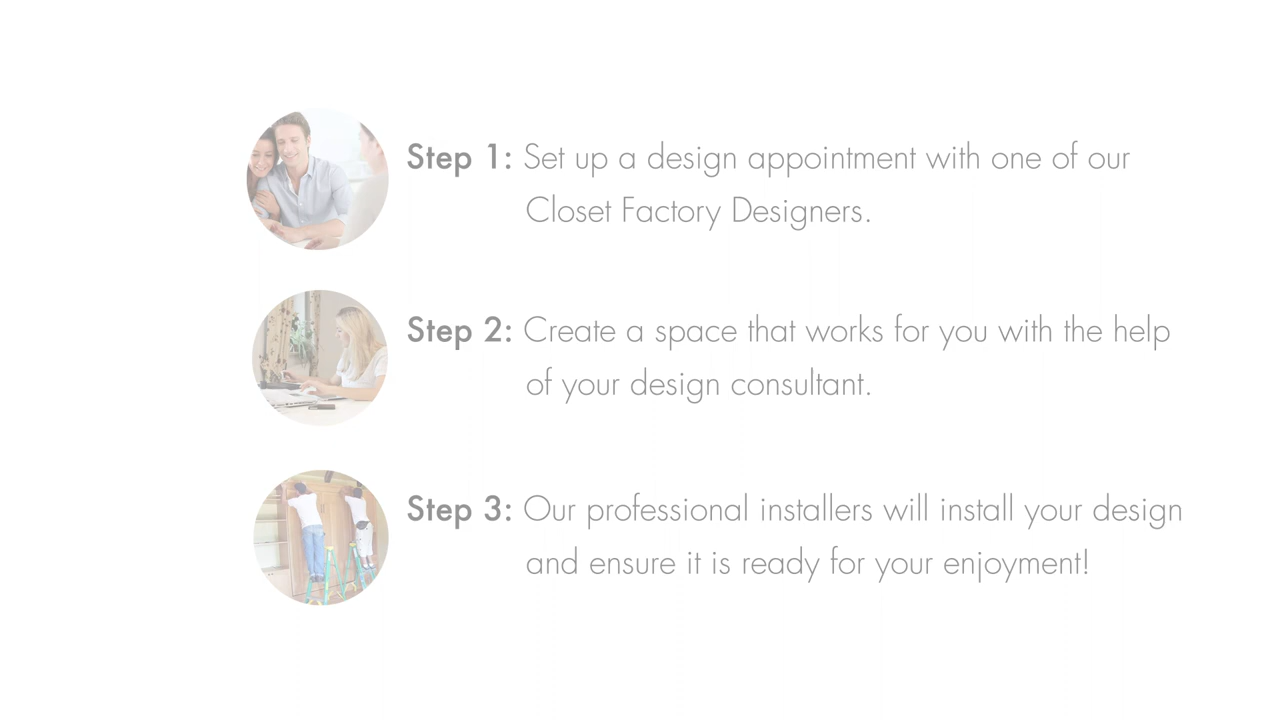 Step 1: Set up a design appointment with one of our
Closet Factory Designers.
Step 2: Create a space that works for you with the help
of your design consultant.
Step 3: Our professional installers will install your design
and ensure it is ready for your enjoyment!